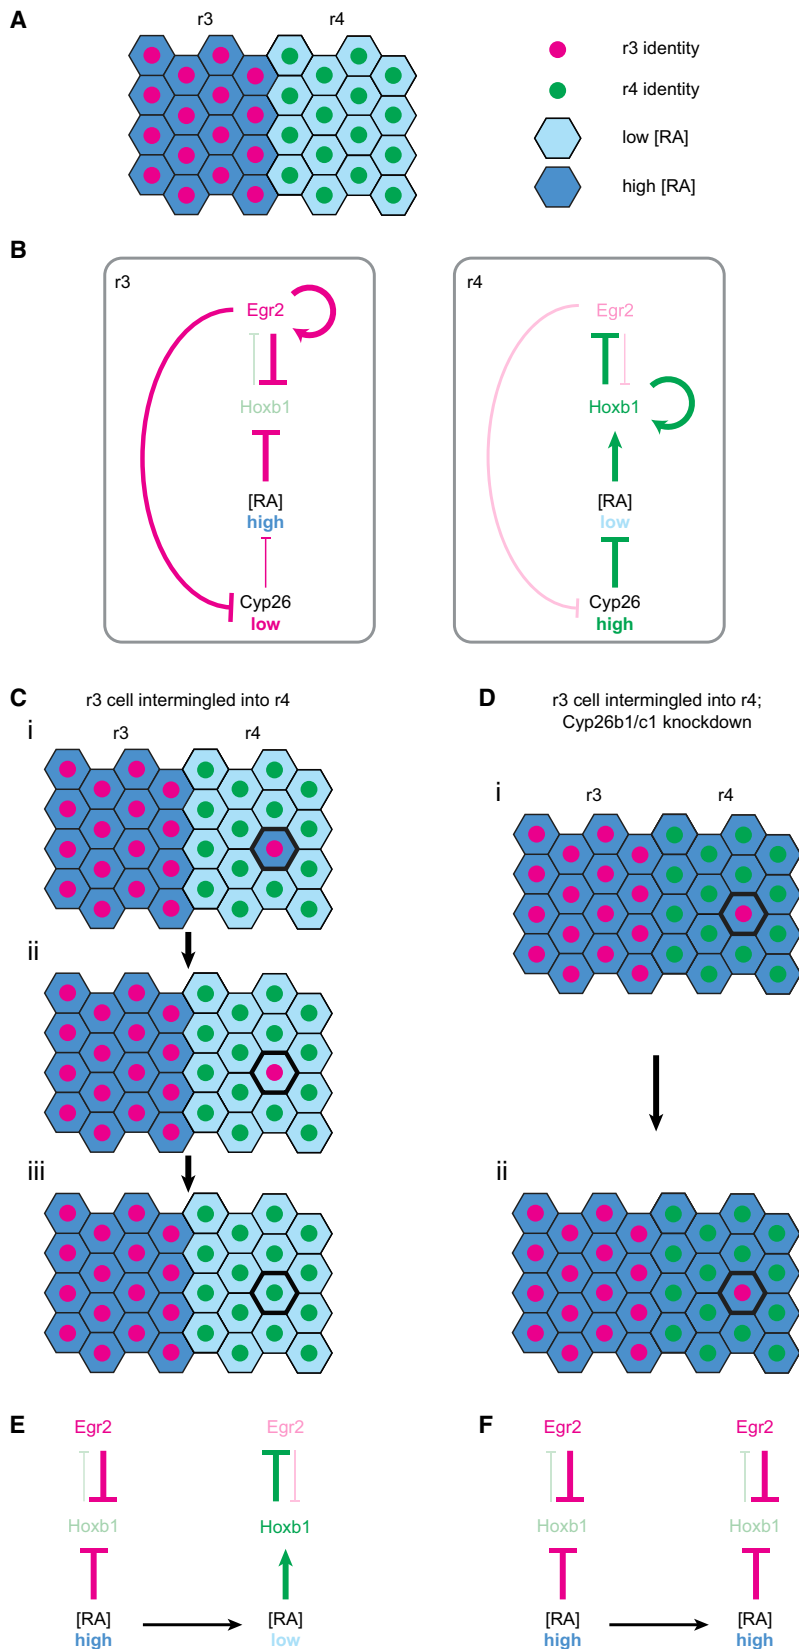 A
r3
r4
r3 identity
r4 identity
low [RA]
high [RA]
B
r3
Egr2
Hoxb1
[RA]
high
Cyp26
low
r4
Egr2
Hoxb1
[RA]
low
Cyp26
high
C
r3 cell intermingled into r4
i
r3
r4
ii
iii
D
r3 cell intermingled into r4;
Cyp26b1/c1 knockdown
i
r3
r4
ii
E
Egr2
Hoxb1
[RA]
high
Egr2
Hoxb1
[RA]
low
F
Egr2
Hoxb1
[RA]
high
Egr2
Hoxb1
[RA]
high